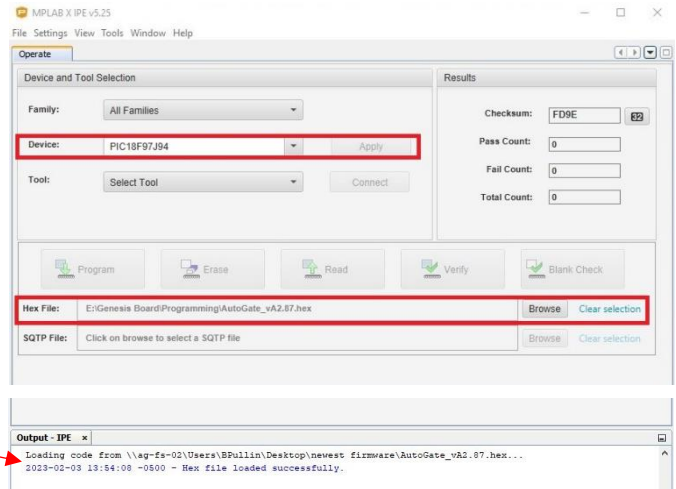 MPLAB X IPE v5.25
File Settings View Tools Window Help
Operate
Device and Tool Selection
Results
Family: All Families
Checksum: FD9E 32
Device: PIC18F97J94 Apply
Pass Count: 0
Fail Count: 0
Tool: Select Tool Connect
Total Count: 0
Program Erase Read Verify Blank Check
Hex File: E:\Genesis Board\Programming\AutoGate_vA2.87.hex Browse Clear selection
SQTP File: Click on browse to select a SQTP file Browse Clear selection
Output - IPE x
Loading code from \\ag-fs-02\Users\BPullin\Desktop\newest firmware\AutoGate_vA2.87.hex...
2023-02-03 13:54:08 -0500 - Hex file loaded successfully.